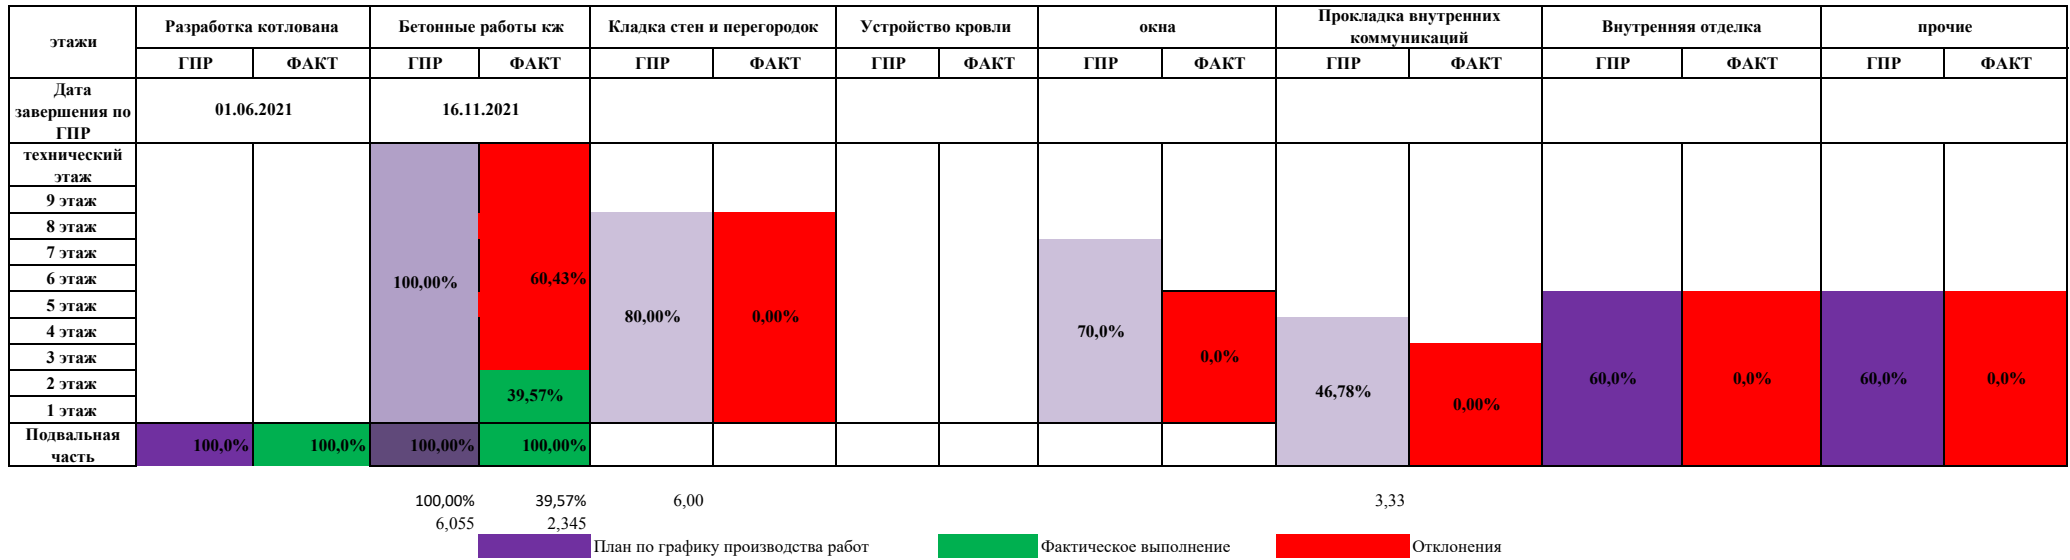 этажи Разработка котлована Бетонные работы кж Кладка стен и перегородок Устройство кровли окна Прокладка внутренних коммуникаций Внутренняя отделка прочие
ГПР ФАКТ ГПР ФАКТ ГПР ФАКТ ГПР ФАКТ ГПР ФАКТ ГПР ФАКТ ГПР ФАКТ ГПР ФАКТ
Дата
завершения по
ГПР
01.06.2021 16.11.2021
технический
этаж
9 этаж
8 этаж
7 этаж
6 этаж 100,00% 60,43%
5 этаж
80,00% 0,00%
4 этаж 70,0%
3 этаж 0,0%
2 этаж 39,57% 46,78% 0,00% 60,0% 0,0% 60,0% 0,0%
1 этаж
Подвальная
часть
100,0% 100,0% 100,00% 100,00%
100,00% 39,57% 6,00 3,33
6,055 2,345
План по графику производства работ Фактическое выполнение Отклонения